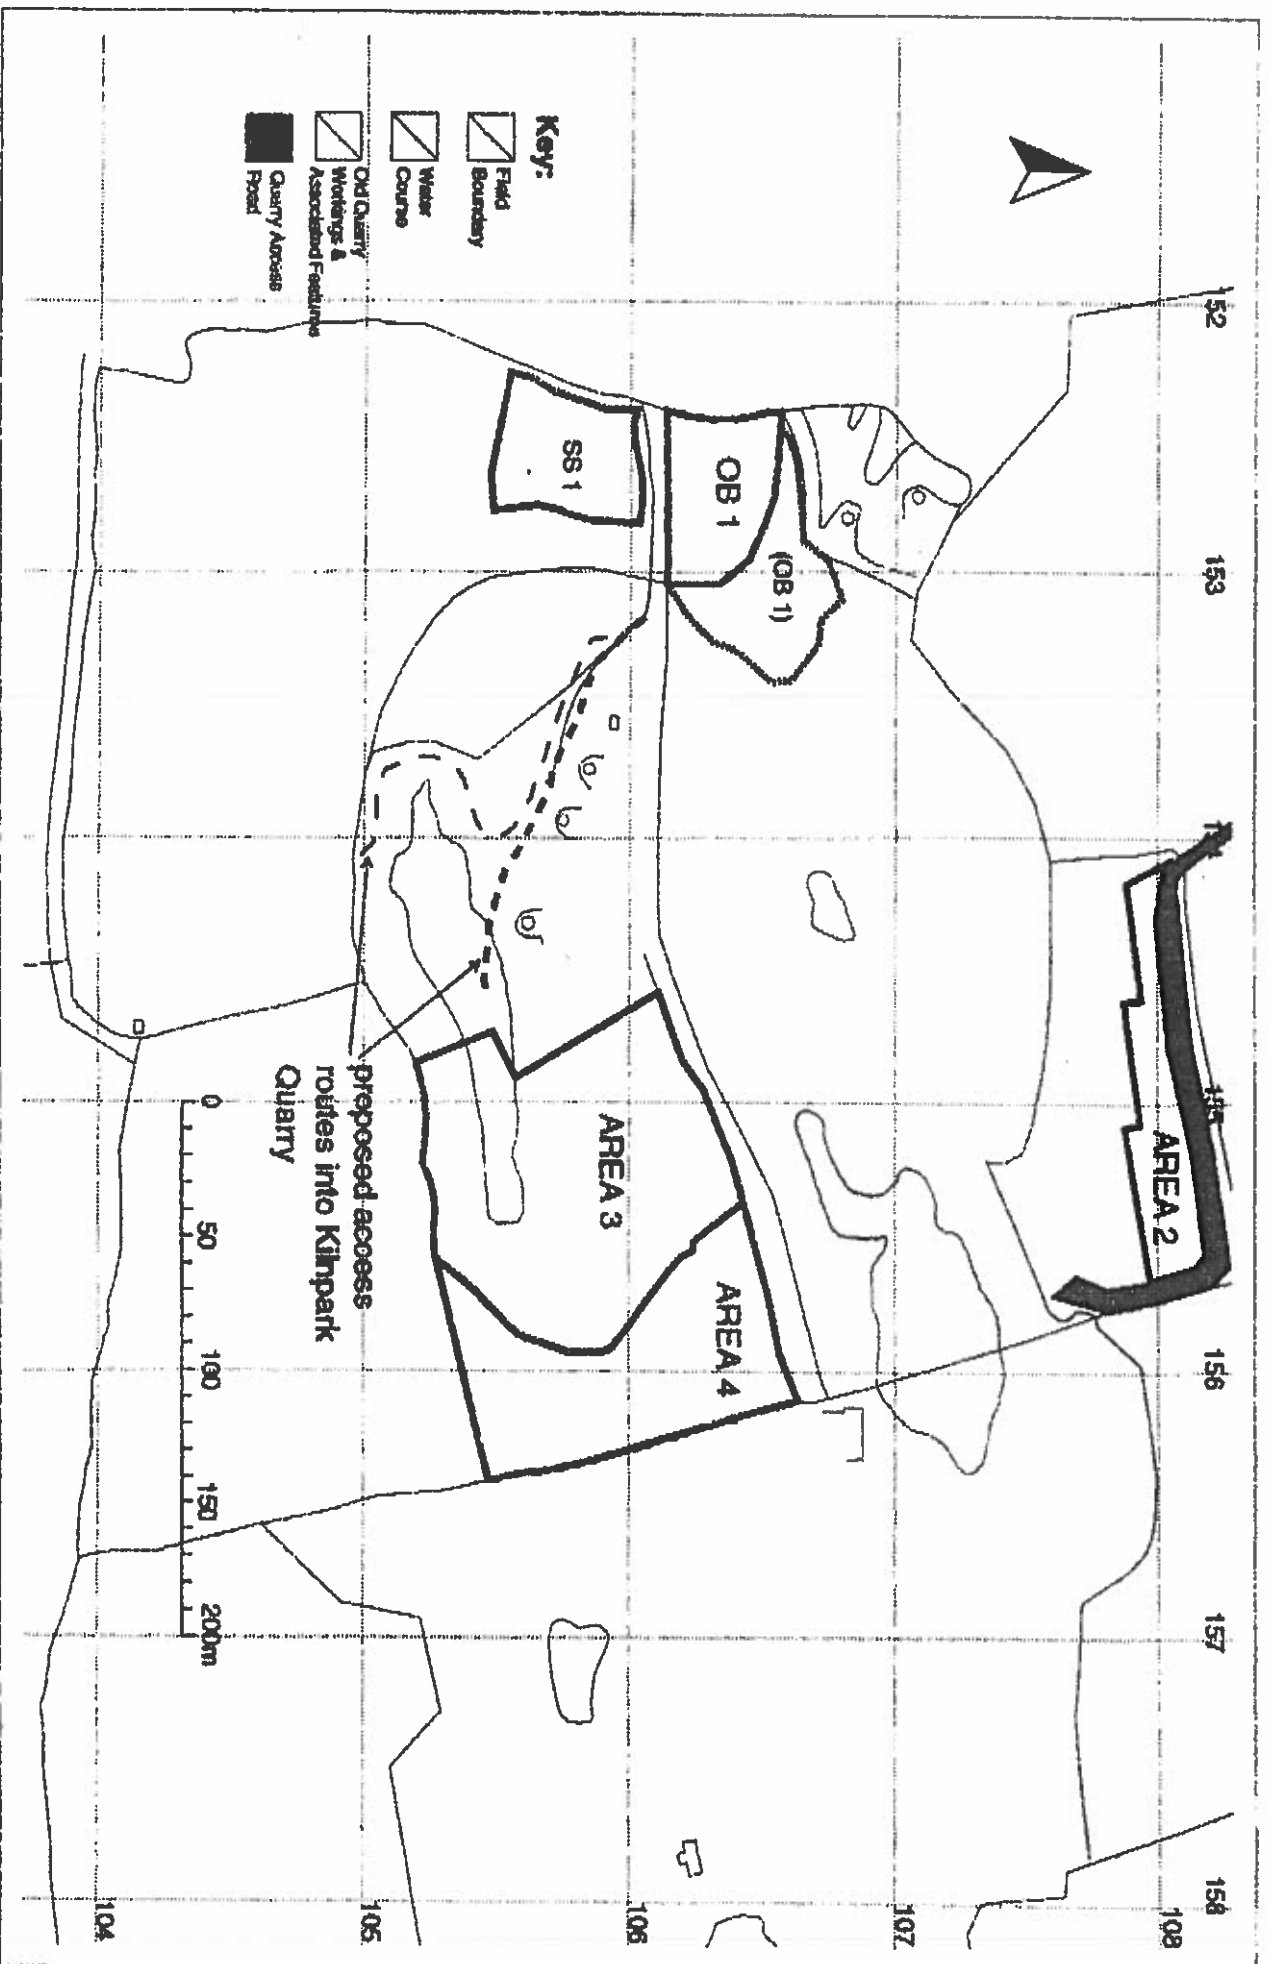 Key:
Field
Boundary
Water
Course
Old Quarry
Workings &
Associated Features
Quarry Access
Road
152
153
155
156
157
158
108
107
106
105
104
SS 1
OB 1
(OB 1)
AREA 2
AREA 3
AREA 4
proposed access
routes into Kilnpark
Quarry
0
50
100
150
200m